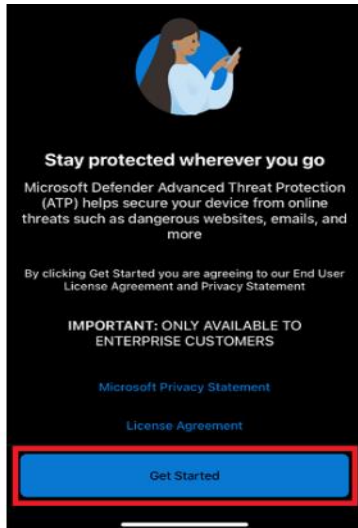 Stay protected wherever you go
Microsoft Defender Advanced Threat Protection
(ATP) helps secure your device from online
threats such as dangerous websites, emails, and
more
By clicking Get Started you are agreeing to our End User
License Agreement and Privacy Statement
IMPORTANT: ONLY AVAILABLE TO
ENTERPRISE CUSTOMERS
Microsoft Privacy Statement
License Agreement
Get Started